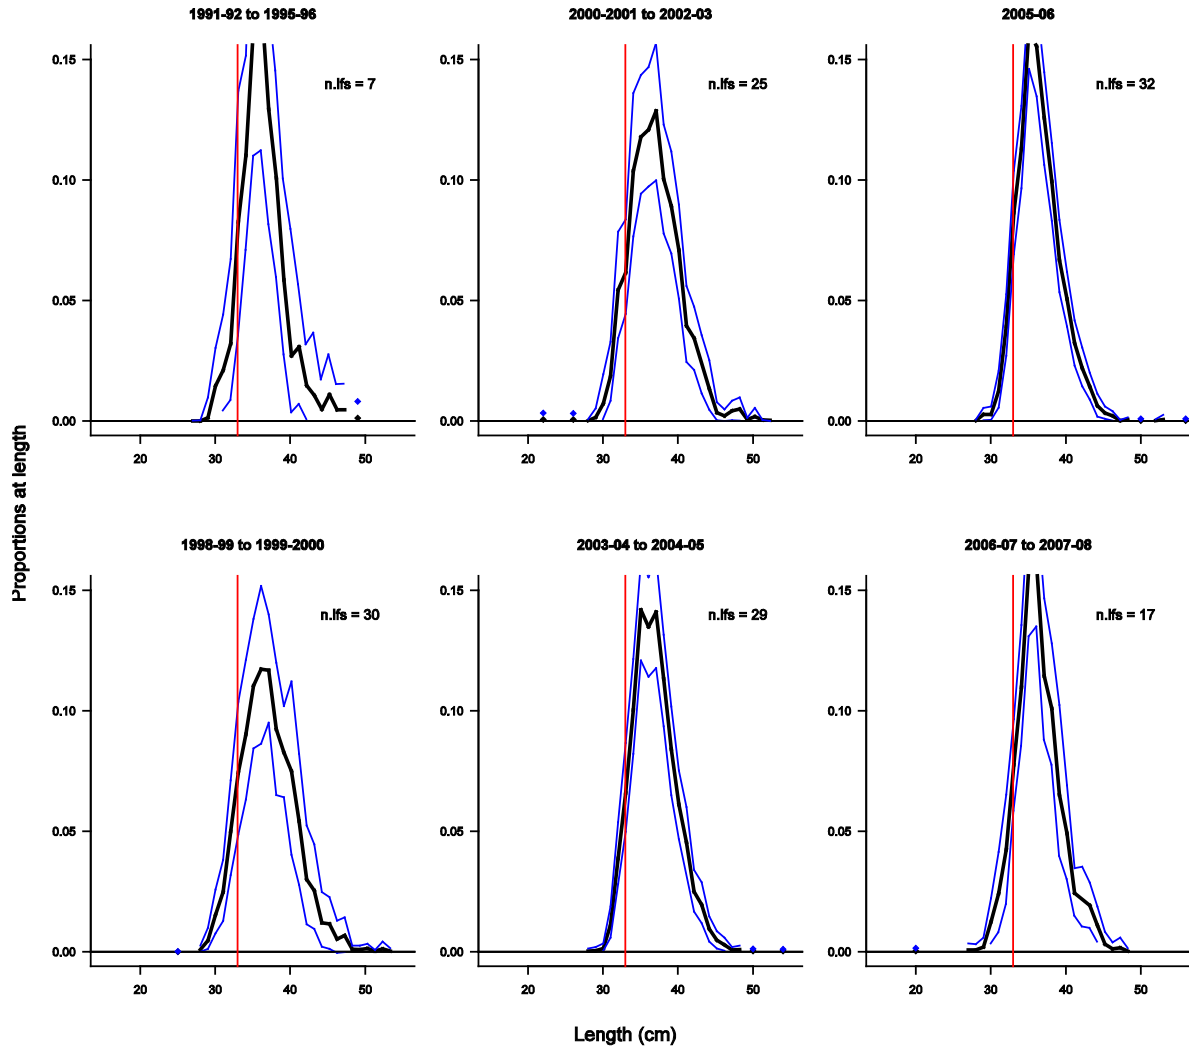 1991-92 to 1995-96
2000-2001 to 2002-03
2005-06
0.15
0.10
0.05
0.00
n.lfs = 7
20 30 40 50
0.15
0.10
0.05
0.00
n.lfs = 25
20 30 40 50
0.15
0.10
0.05
0.00
n.lfs = 32
20 30 40 50
Proportions at length
1998-99 to 1999-2000
2003-04 to 2004-05
2006-07 to 2007-08
0.15
0.10
0.05
0.00
n.lfs = 30
20 30 40 50
0.15
0.10
0.05
0.00
n.lfs = 29
20 30 40 50
0.15
0.10
0.05
0.00
n.lfs = 17
20 30 40 50
Length (cm)